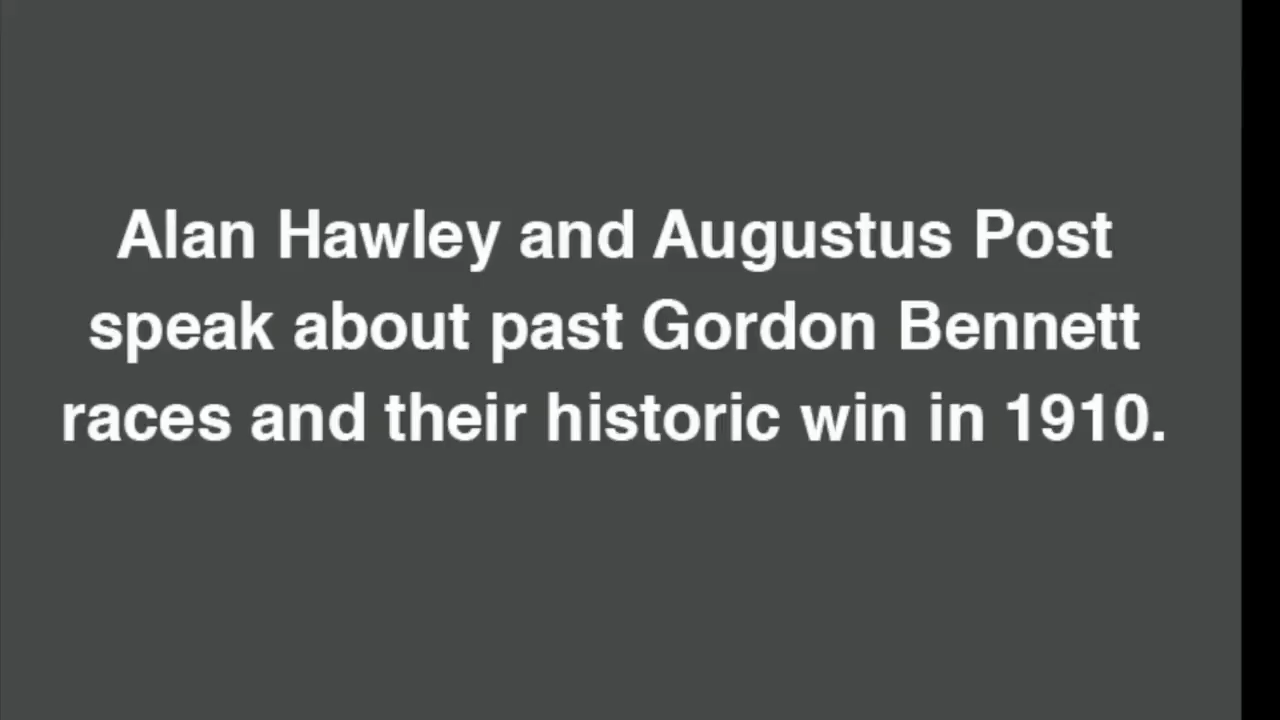 Alan Hawley and Augustus Post
speak about past Gordon Bennett
races and their historic win in 1910.